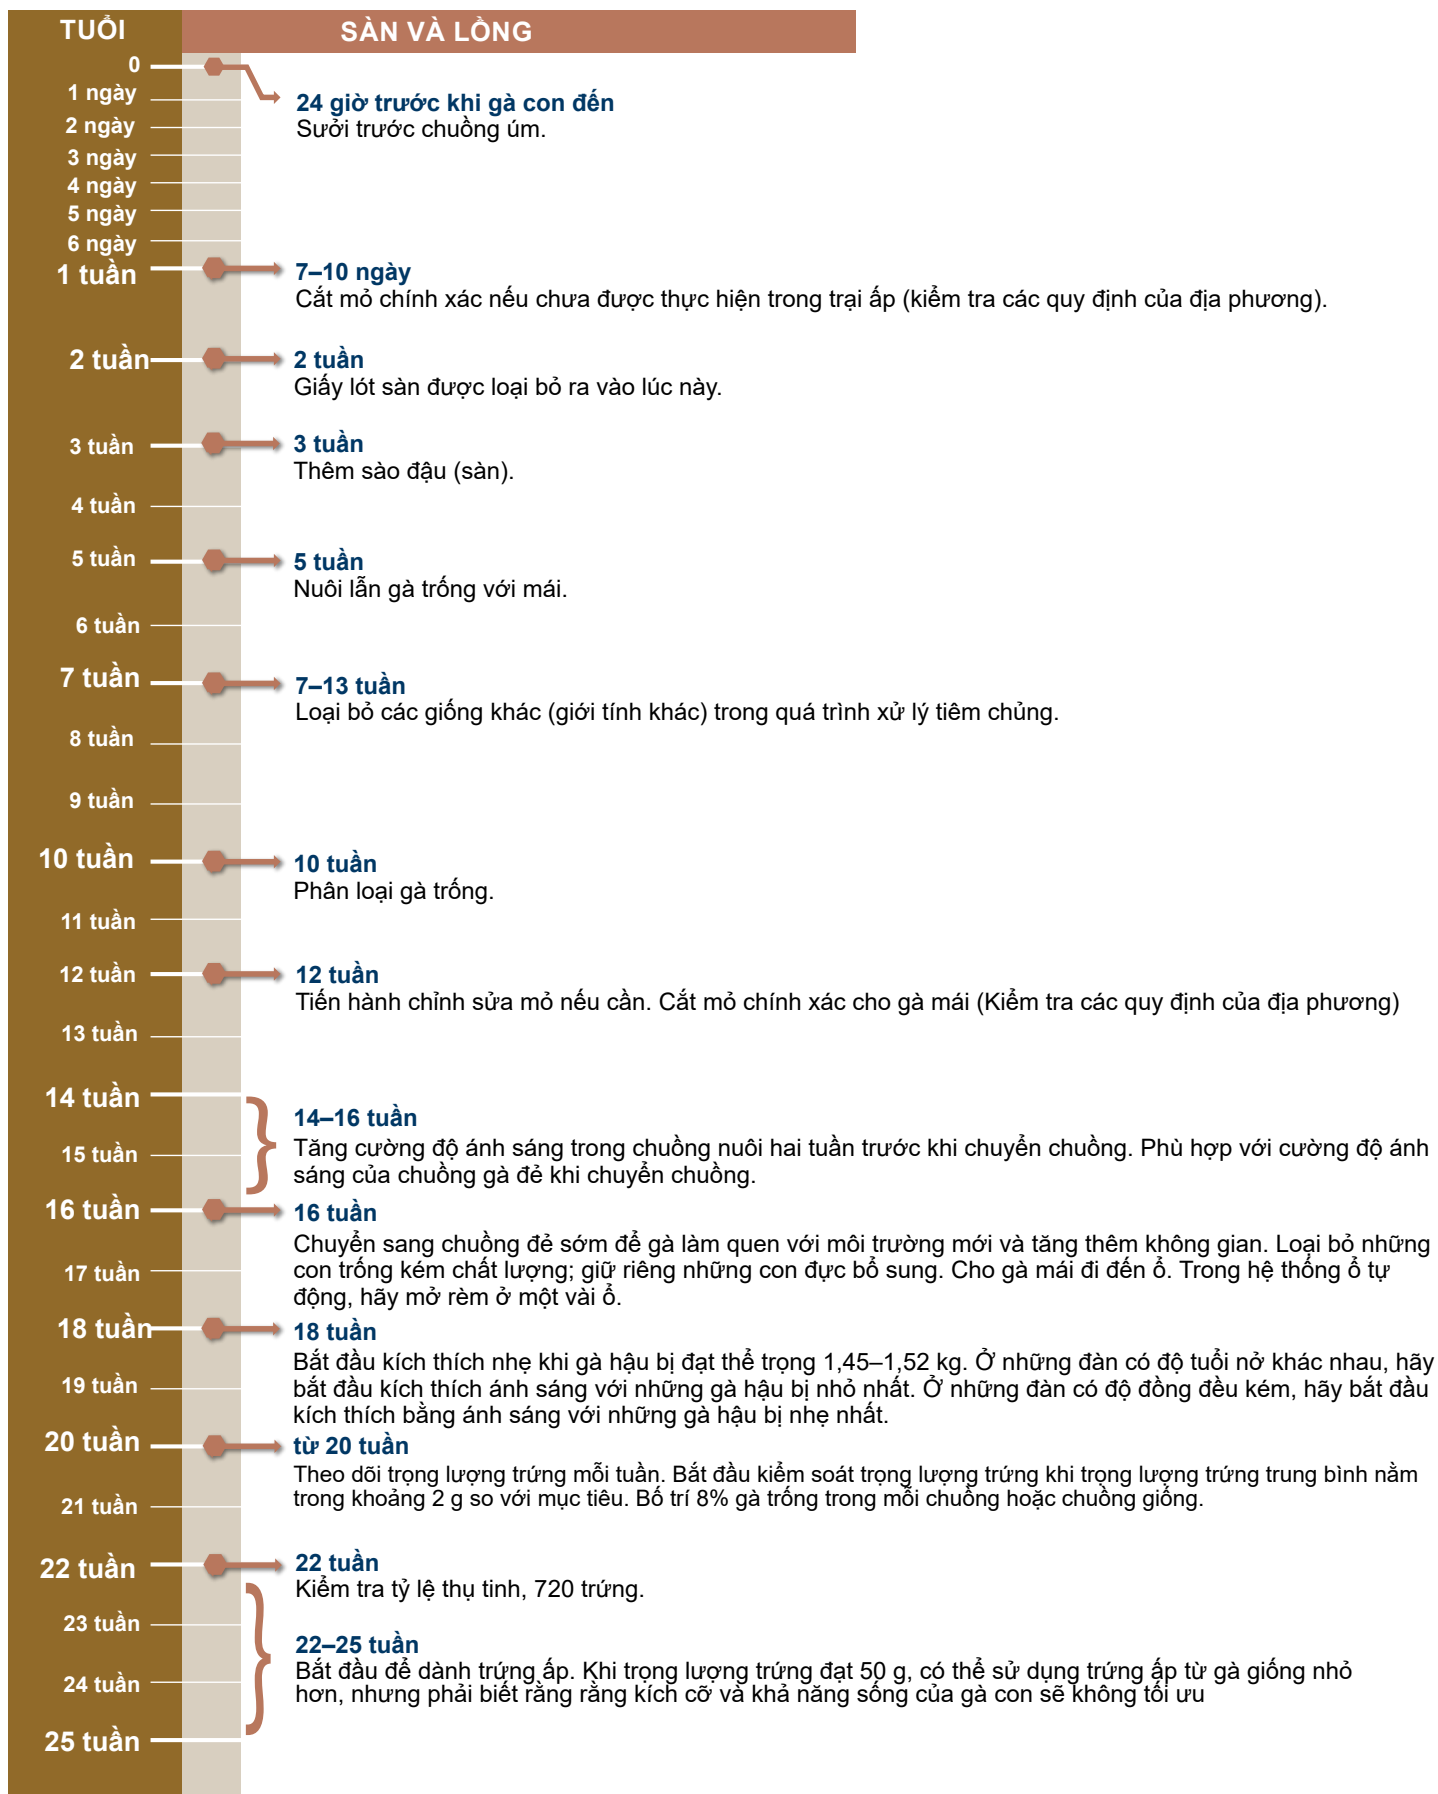 TUỔI
SÀN VÀ LỒNG
0
24 giờ trước khi gà con đến
Sưởi trước chuồng úm.
1 ngày
2 ngày
3 ngày
4 ngày
5 ngày
6 ngày
1 tuần
7–10 ngày
Cắt mỏ chính xác nếu chưa được thực hiện trong trại ấp (kiểm tra các quy định của địa phương).
2 tuần
2 tuần
Giấy lót sàn được loại bỏ ra vào lúc này.
3 tuần
3 tuần
Thêm sào đậu (sàn).
4 tuần
5 tuần
5 tuần
Nuôi lẫn gà trống với mái.
6 tuần
7 tuần
7–13 tuần
Loại bỏ các giống khác (giới tính khác) trong quá trình xử lý tiêm chủng.
8 tuần
9 tuần
10 tuần
10 tuần
Phân loại gà trống.
11 tuần
12 tuần
12 tuần
Tiến hành chỉnh sửa mỏ nếu cần. Cắt mỏ chính xác cho gà mái (Kiểm tra các quy định của địa phương)
13 tuần
14 tuần
14–16 tuần
Tăng cường độ ánh sáng trong chuồng nuôi hai tuần trước khi chuyển chuồng. Phù hợp với cường độ ánh
sáng của chuồng gà đẻ khi chuyển chuồng.
15 tuần
16 tuần
16 tuần
Chuyển sang chuồng đẻ sớm để gà làm quen với môi trường mới và tăng thêm không gian. Loại bỏ những
con trống kém chất lượng; giữ riêng những con đực bổ sung. Cho gà mái đi đến ổ. Trong hệ thống ổ tự
động, hãy mở rèm ở một vài ổ.
17 tuần
18 tuần
18 tuần
Bắt đầu kích thích nhẹ khi gà hậu bị đạt thể trọng 1,45–1,52 kg. Ở những đàn có độ tuổi nở khác nhau, hãy
bắt đầu kích thích ánh sáng với những gà hậu bị nhỏ nhất. Ở những đàn có độ đồng đều kém, hãy bắt đầu
kích thích bằng ánh sáng với những gà hậu bị nhẹ nhất.
19 tuần
20 tuần
từ 20 tuần
Theo dõi trọng lượng trứng mỗi tuần. Bắt đầu kiểm soát trọng lượng trứng khi trọng lượng trứng trung bình nằm
trong khoảng 2 g so với mục tiêu. Bố trí 8% gà trống trong mỗi chuồng hoặc chuồng giống.
21 tuần
22 tuần
22 tuần
Kiểm tra tỷ lệ thụ tinh, 720 trứng.
23 tuần
22–25 tuần
Bắt đầu để dành trứng ấp. Khi trọng lượng trứng đạt 50 g, có thể sử dụng trứng ấp từ gà giống nhỏ
hơn, nhưng phải biết rằng rằng kích cỡ và khả năng sống của gà con sẽ không tối ưu
24 tuần
25 tuần